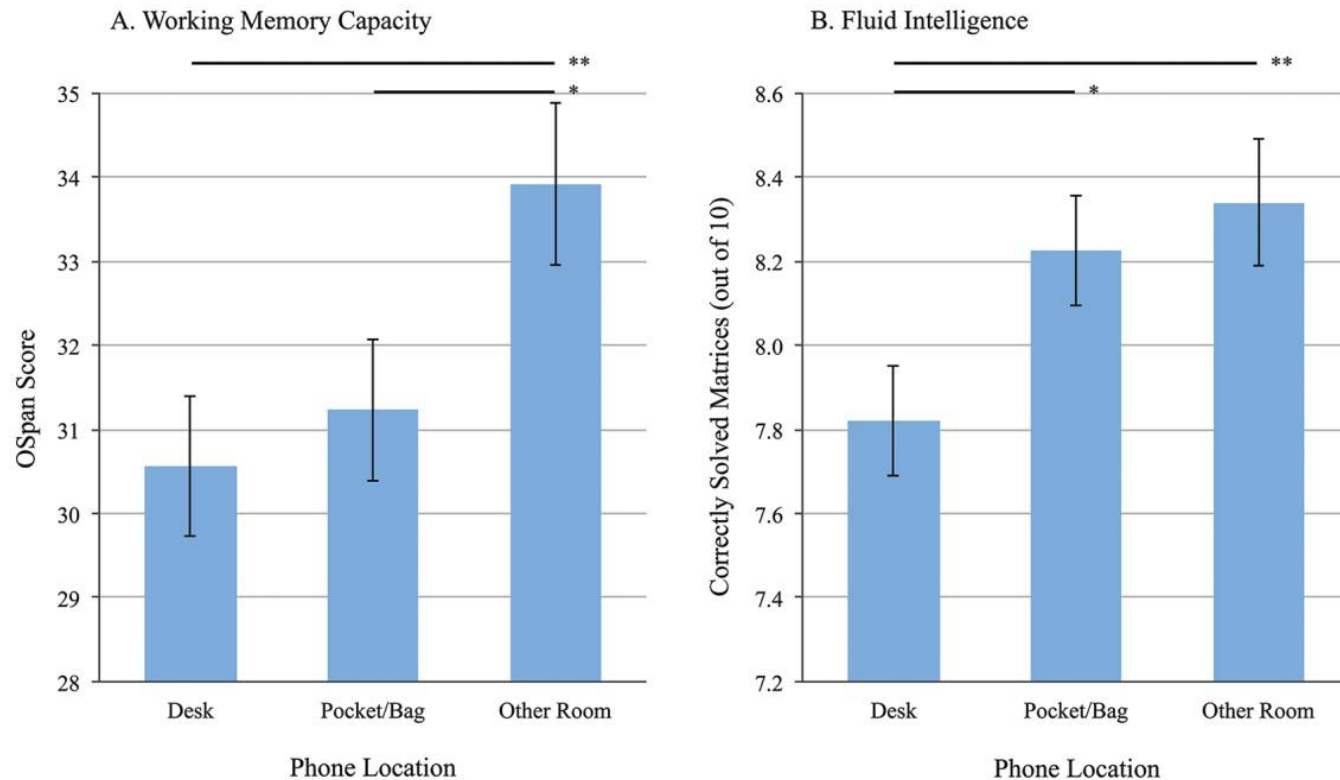 A. Working Memory Capacity
**
*
35
34
33
32
31
30
29
28
OSpan Score
Desk
Pocket/Bag
Other Room
Phone Location
B. Fluid Intelligence
**
*
8.6
8.4
8.2
8.0
7.8
7.6
7.4
7.2
Correctly Solved Matrices (out of 10)
Desk
Pocket/Bag
Other Room
Phone Location